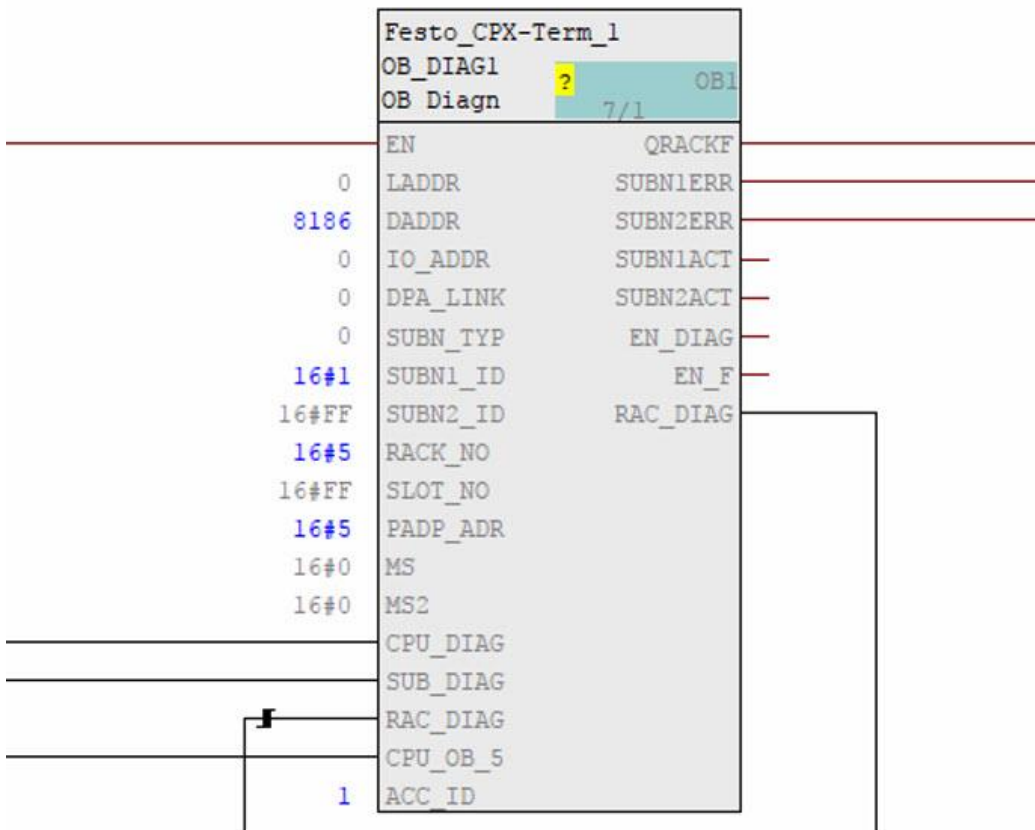 Festo_CPX-Term_1
OB_DIAG1
OB Diagn
? OB1
7/1
EN QRACKF
0 LADDR SUBN1ERR
8186 DADDR SUBN2ERR
0 IO_ADDR SUBN1ACT
0 DPA_LINK SUBN2ACT
0 SUBN_TYP EN_DIAG
16#1 SUBN1_ID EN_F
16#FF SUBN2_ID RAC_DIAG
16#5 RACK_NO
16#FF SLOT_NO
16#5 PADP_ADR
16#0 MS
16#0 MS2
CPU_DIAG
SUB_DIAG
RAC_DIAG
CPU_OB_5
1 ACC_ID